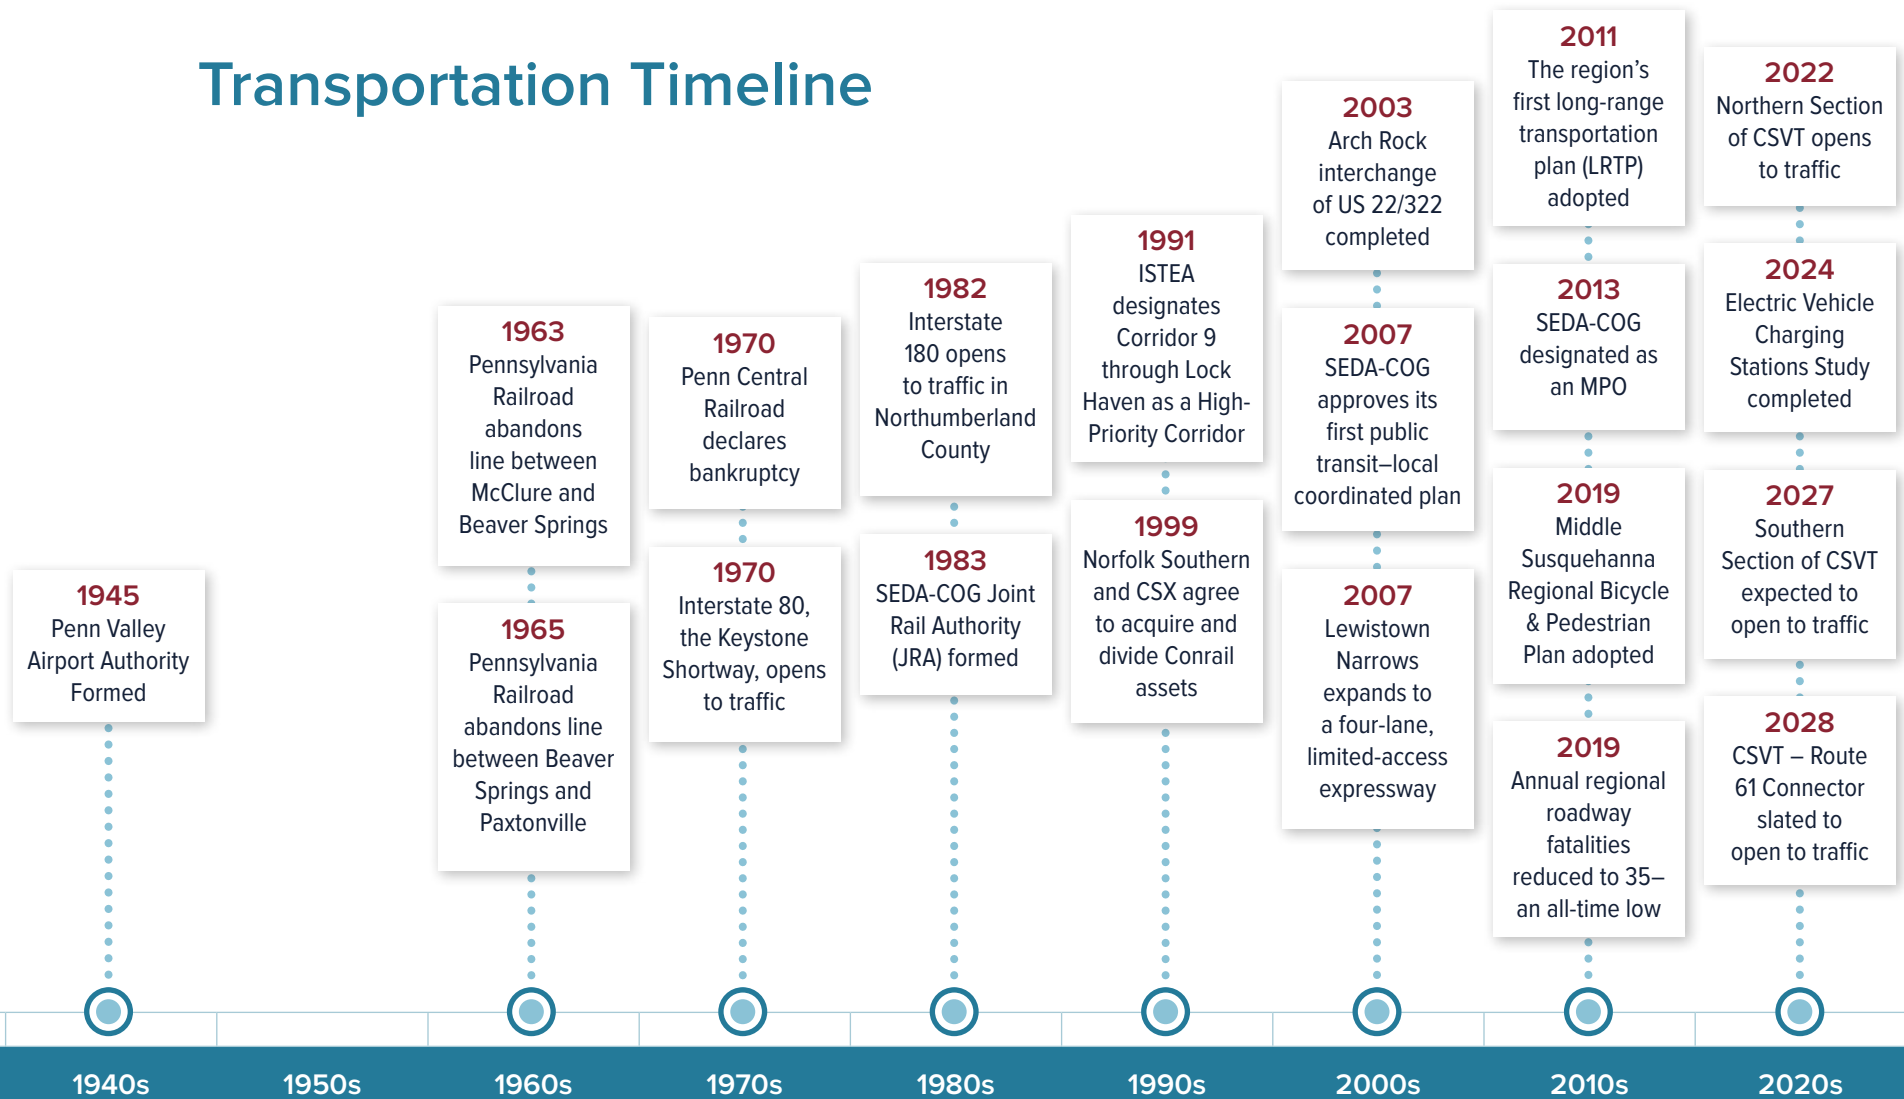 Transportation Timeline
1945
Penn Valley
Airport Authority
Formed
1963
Pennsylvania
Railroad
abandons
line between
McClure and
Beaver Springs
1965
Pennsylvania
Railroad
abandons line
between Beaver
Springs and
Paxtonville
1970
Penn Central
Railroad
declares
bankruptcy
1970
Interstate 80,
the Keystone
Shortway, opens
to traffic
1982
Interstate
180 opens
to traffic in
Northumberland
County
1983
SEDA-COG Joint
Rail Authority
(JRA) formed
1991
ISTEA
designates
Corridor 9
through Lock
Haven as a High-
Priority Corridor
1999
Norfolk Southern
and CSX agree
to acquire and
divide Conrail
assets
2003
Arch Rock
interchange
of US 22/322
completed
2007
SEDA-COG
approves its
first public
transit–local
coordinated plan
2007
Lewistown
Narrows
expands to
a four-lane,
limited-access
expressway
2011
The region's
first long-range
transportation
plan (LRTP)
adopted
2013
SEDA-COG
designated as
an MPO
2019
Middle
Susquehanna
Regional Bicycle
& Pedestrian
Plan adopted
2019
Annual regional
roadway
fatalities
reduced to 35–
an all-time low
2022
Northern Section
of CSVT opens
to traffic
2024
Electric Vehicle
Charging
Stations Study
completed
2027
Southern
Section of CSVT
expected to
open to traffic
2028
CSVT – Route
61 Connector
slated to
open to traffic
1940s
1950s
1960s
1970s
1980s
1990s
2000s
2010s
2020s